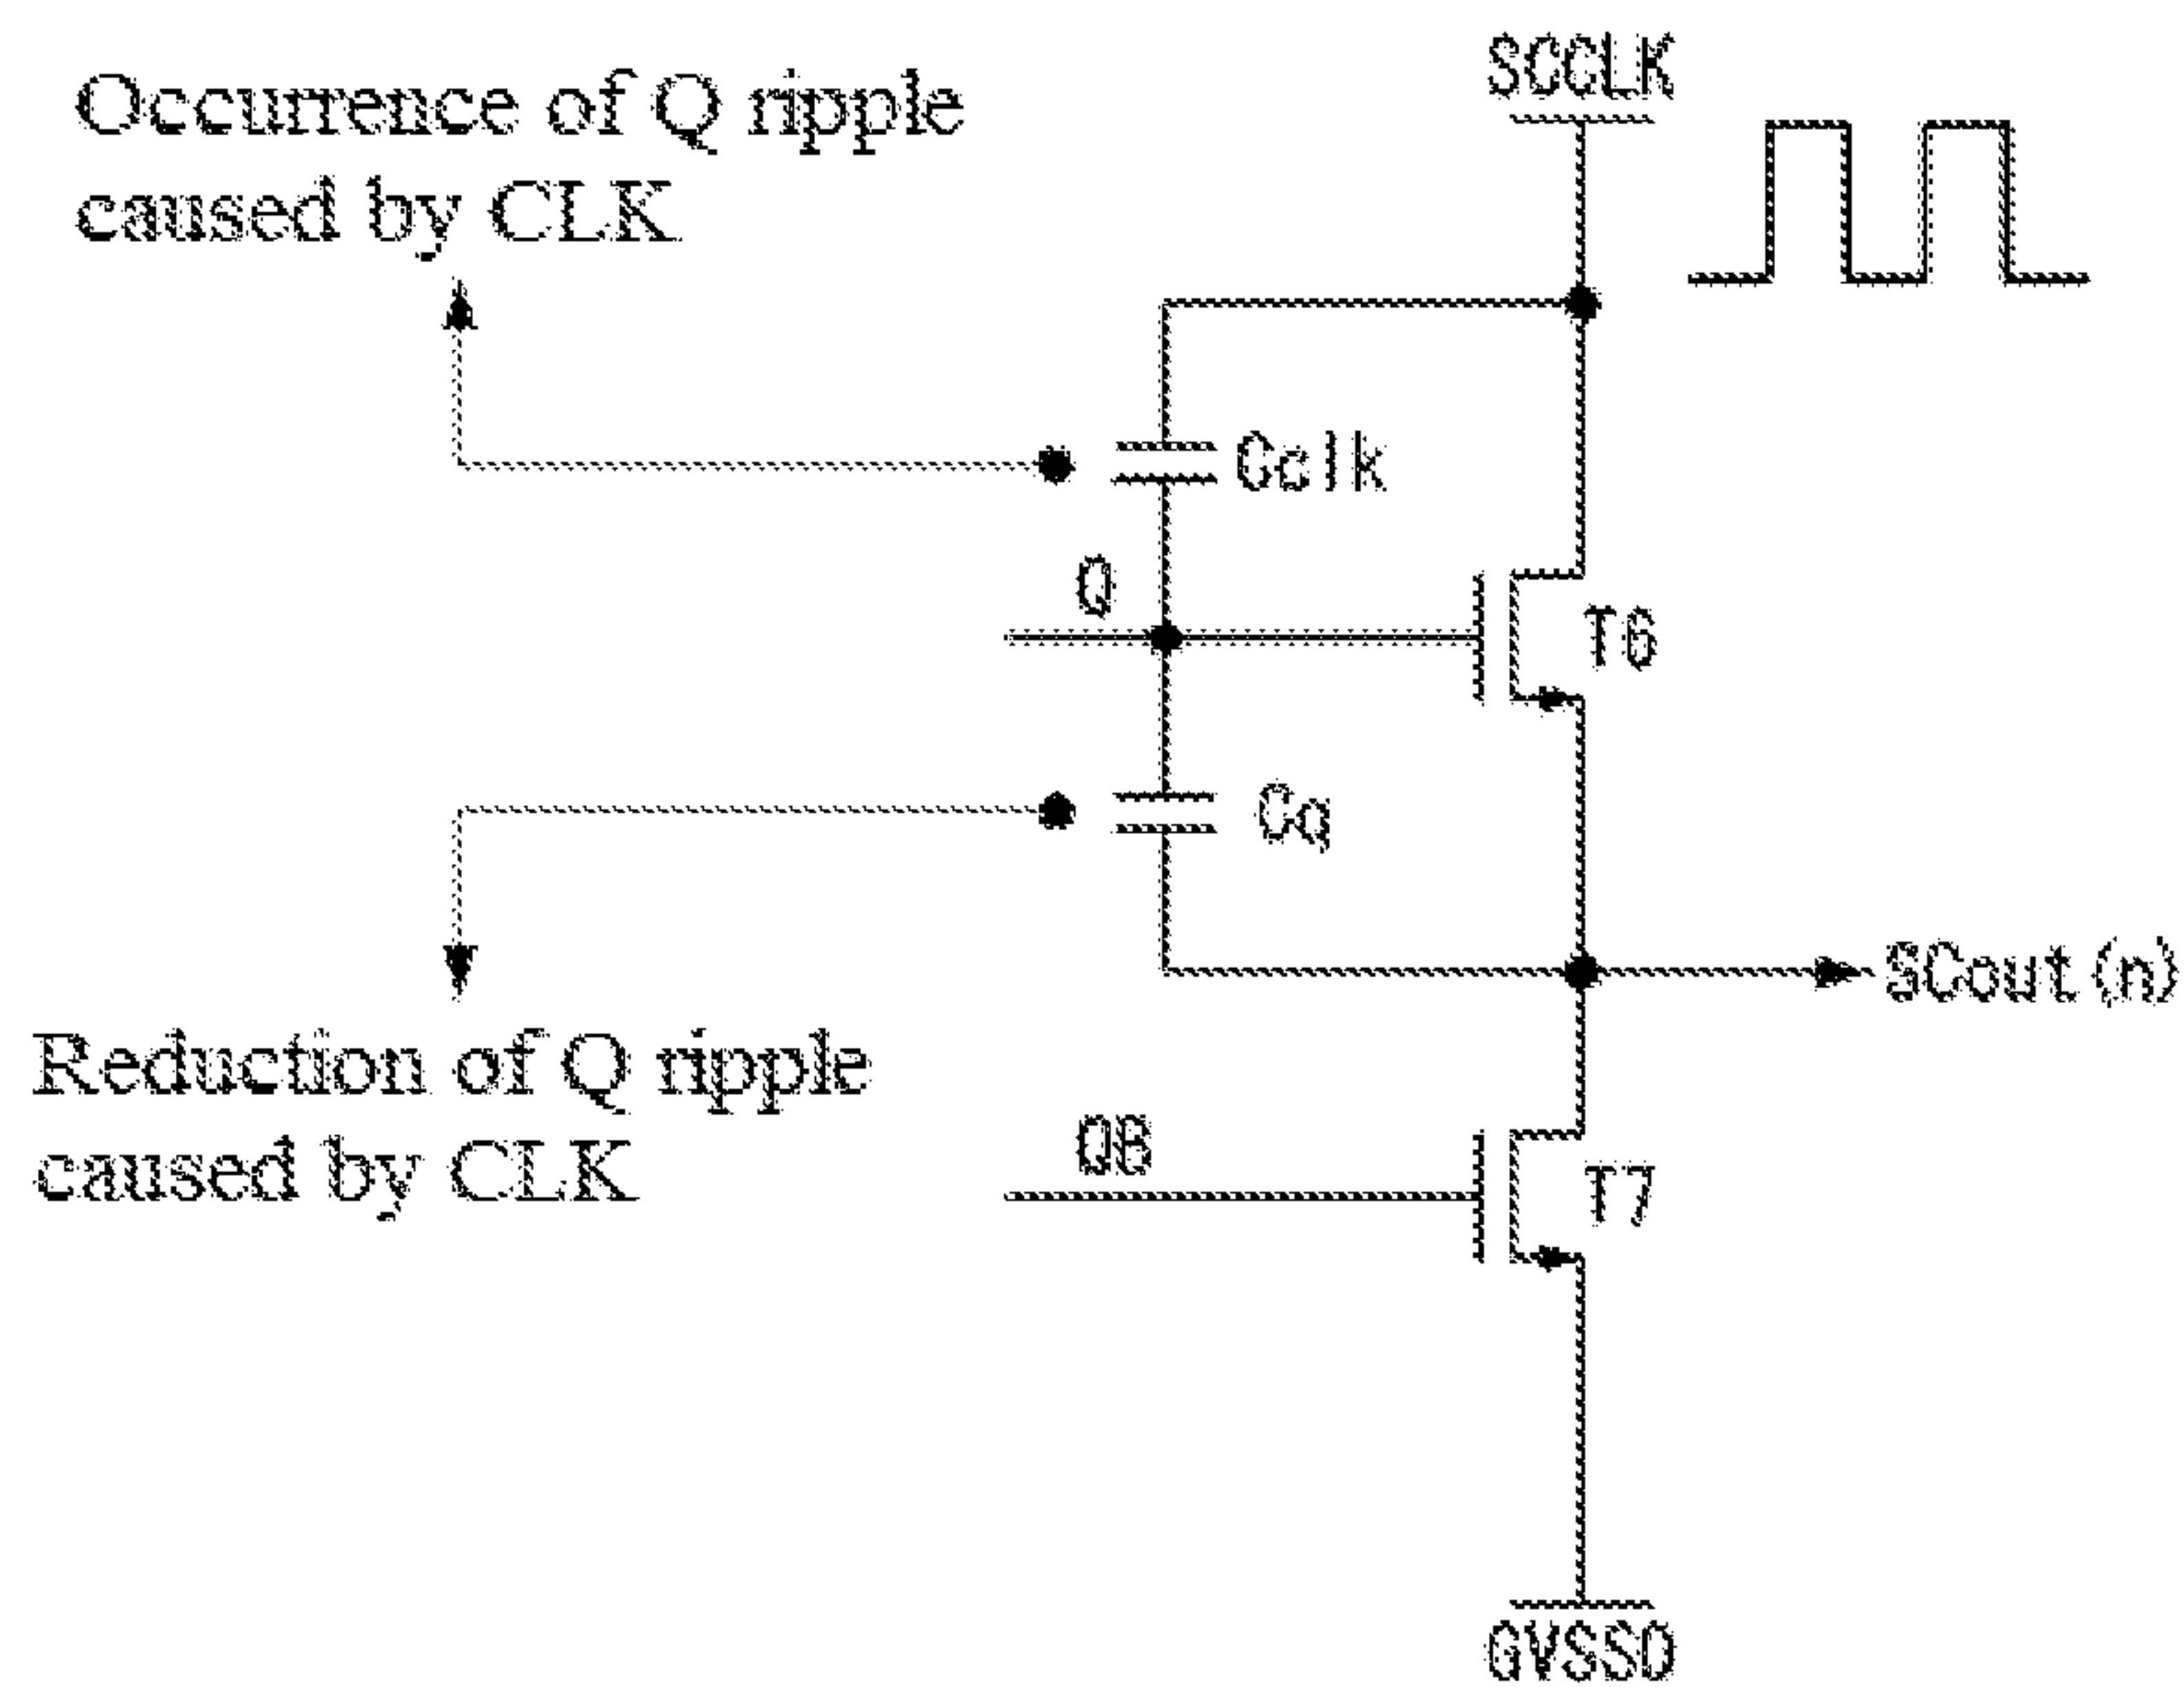 Occurrence of Q ripple
caused by CLK
SCCLK
Cclk
Q
T6
Cq
SCout(n)
Reduction of Q ripple
caused by CLK
QB
T7
GVSS0